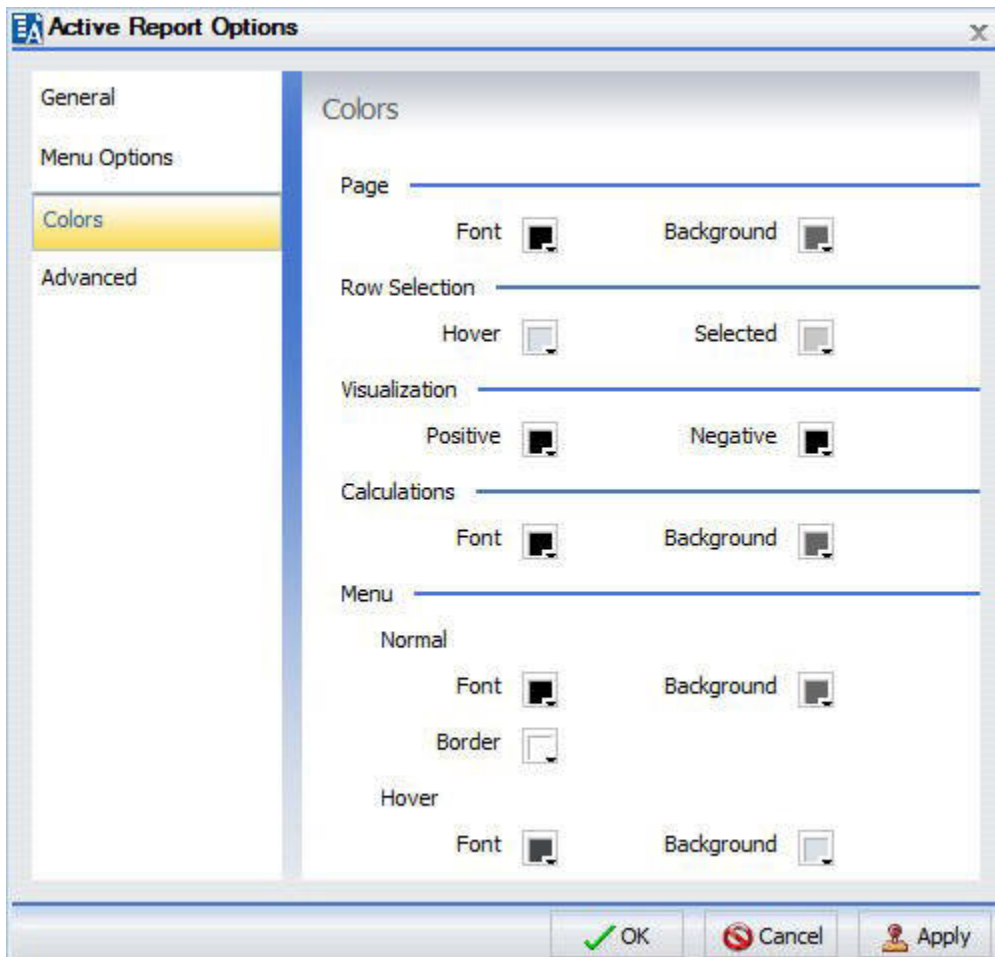 Active Report Options
General
Menu Options
Colors
Advanced
Colors
Page
Font Background
Row Selection
Hover Selected
Visualization
Positive Negative
Calculations
Font Background
Menu
Normal
Font Background
Border
Hover
Font Background
OK Cancel Apply